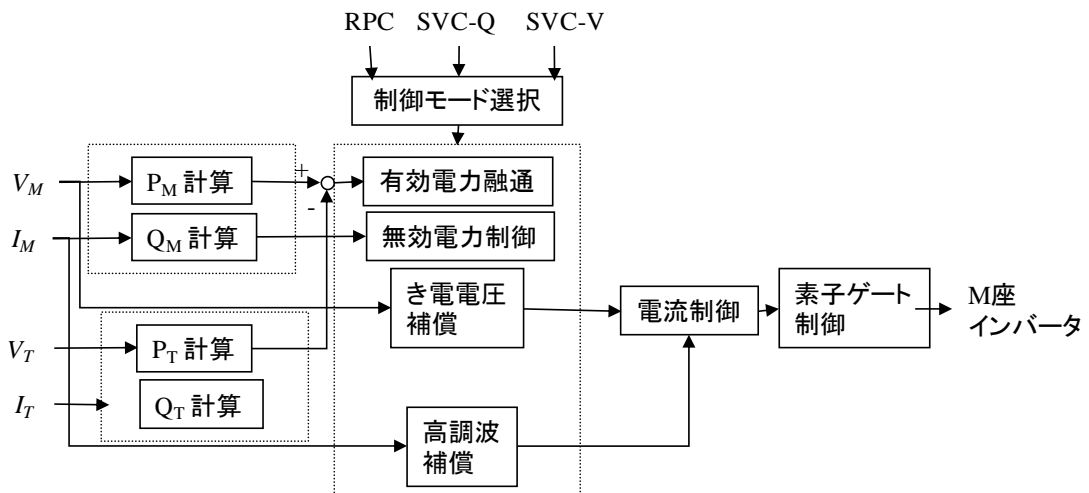 RPC SVC-Q SVC-V
制御モード選択
V_M
P_M 計算
+
-
有効電力融通
I_M
Q_M 計算
無効電力制御
き電電圧
補償
電流制御
素子ゲート
制御
M座
インバータ
V_T
P_T 計算
I_T
Q_T 計算
高調波
補償